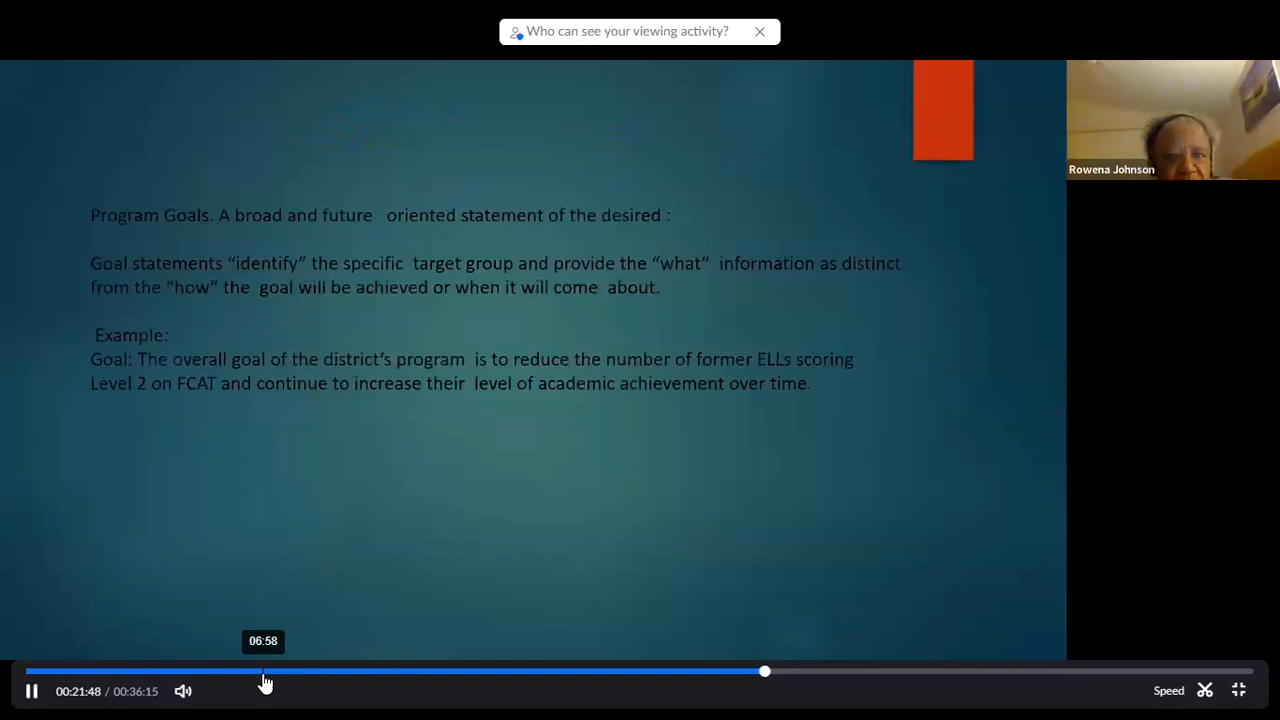 Who can see your viewing activity?
Rowena Johnson
Program Goals. A broad and future oriented statement of the desired :
Goal statements “identify” the specific target group and provide the “what” information as distinct
from the “how” the goal will be achieved or when it will come about.
Example:
Goal: The overall goal of the district’s program is to reduce the number of former ELLs scoring
Level 2 on FCAT and continue to increase their level of academic achievement over time.
06:58
00:21:48 / 00:36:15
Speed